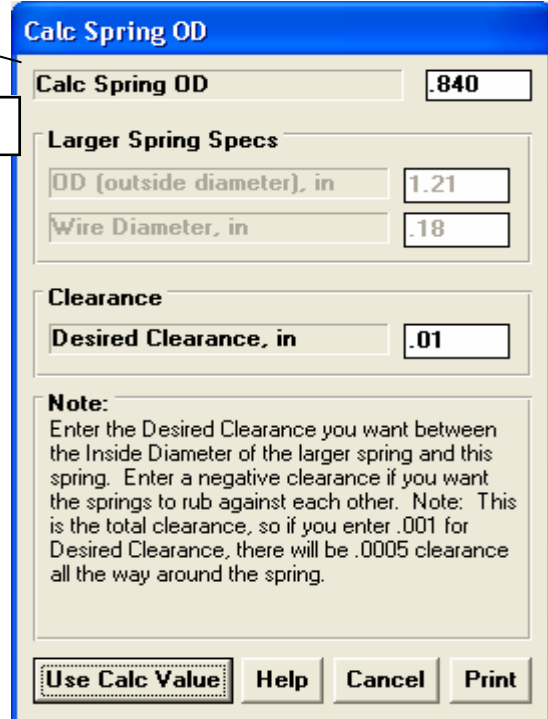 Calc Spring OD
Calc Spring OD .840
Larger Spring Specs
OD (outside diameter), in 1.21
Wire Diameter, in .18
Clearance
Desired Clearance, in .01
Note:
Enter the Desired Clearance you want between
the Inside Diameter of the larger spring and this
spring. Enter a negative clearance if you want
the springs to rub against each other. Note: This
is the total clearance, so if you enter .001 for
Desired Clearance, there will be .0005 clearance
all the way around the spring.
Use Calc Value Help Cancel Print